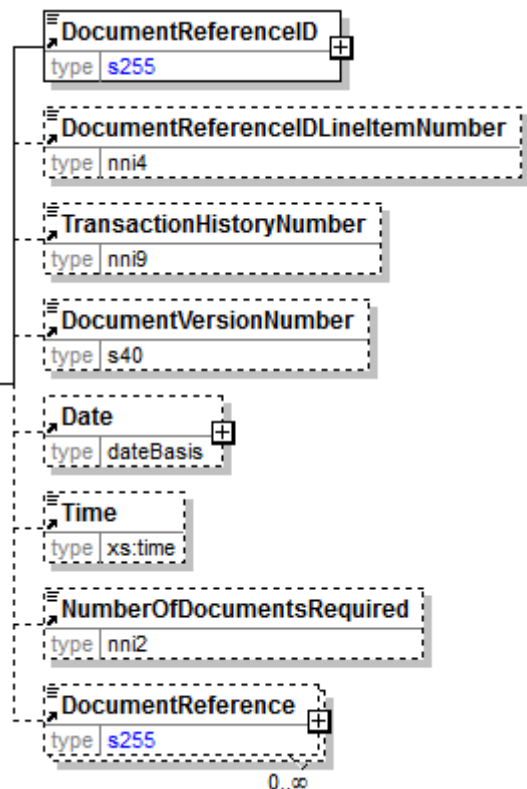 DocumentReferenceID
type s255
DocumentReferenceIDLineItemNumber
type nni4
TransactionHistoryNumber
type nni9
DocumentVersionNumber
type s40
Date
type dateBasis
Time
type xs:time
NumberOfDocumentsRequired
type nni2
DocumentReference
type s255
0..∞